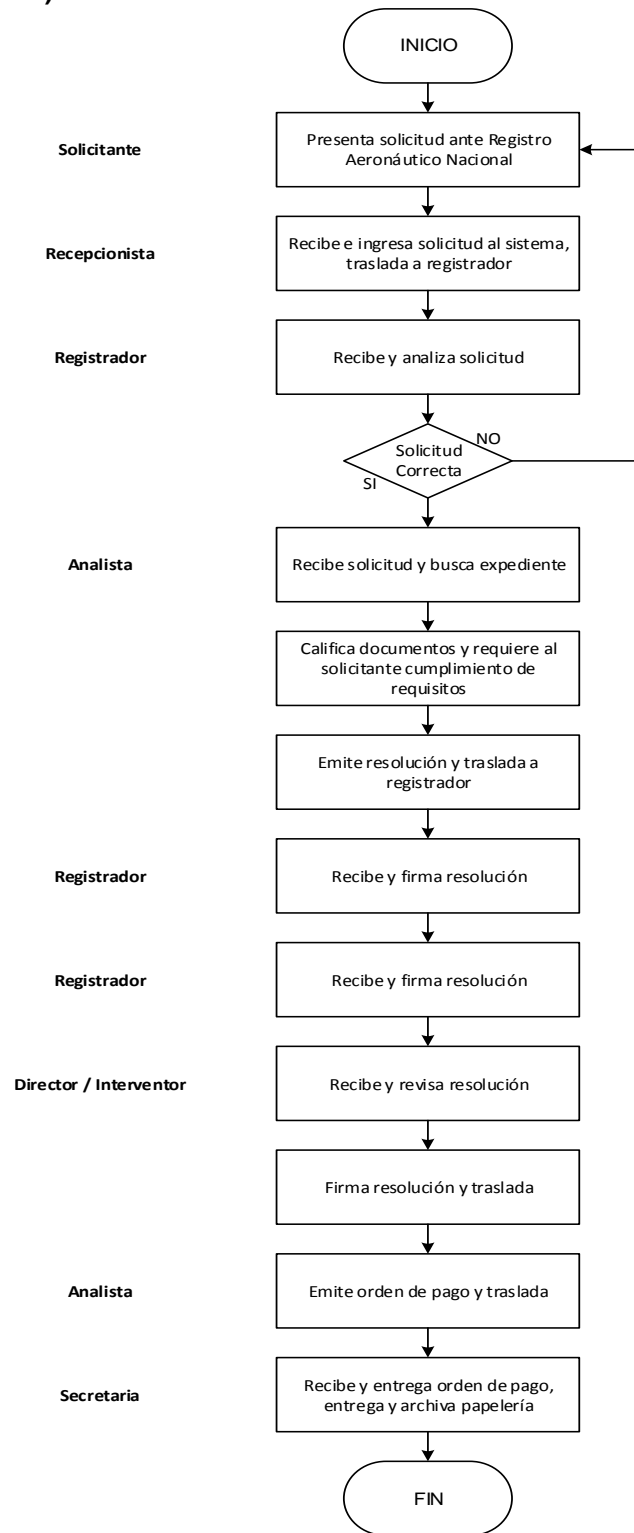 )
INICIO
Solicitante
Presenta solicitud ante Registro
Aeronáutico Nacional
Recepcionista
Recibe e ingresa solicitud al sistema,
traslada a registrador
Registrador
Recibe y analiza solicitud
NO
Solicitud
Correcta
SI
Analista
Recibe solicitud y busca expediente
Califica documentos y requiere al
solicitante cumplimiento de
requisitos
Emite resolución y traslada a
registrador
Registrador
Recibe y firma resolución
Registrador
Recibe y firma resolución
Director / Interventor
Recibe y revisa resolución
Firma resolución y traslada
Analista
Emite orden de pago y traslada
Secretaria
Recibe y entrega orden de pago,
entrega y archiva papelería
FIN